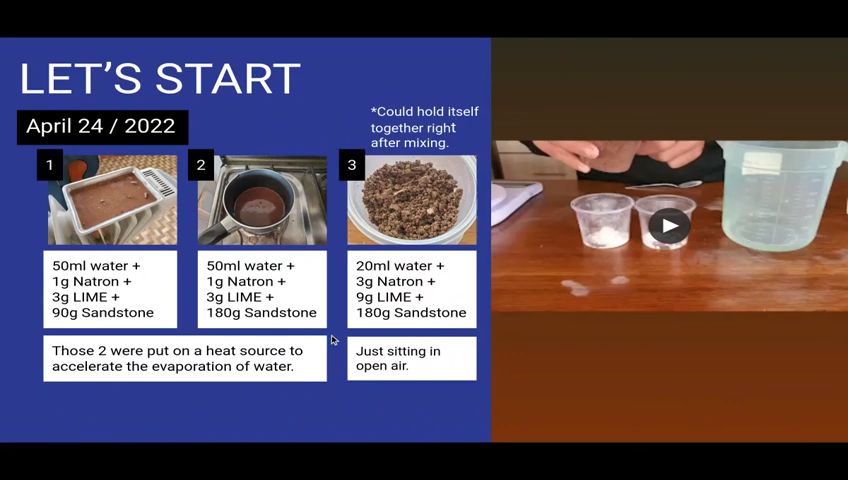 LET'S START
April 24 / 2022
*Could hold itself
together right
after mixing.
1
2
3
50ml water +
1g Natron +
3g LIME +
90g Sandstone
50ml water +
1g Natron +
3g LIME +
180g Sandstone
20ml water +
3g Natron +
9g LIME +
180g Sandstone
Those 2 were put on a heat source to
accelerate the evaporation of water.
Just sitting in
open air.